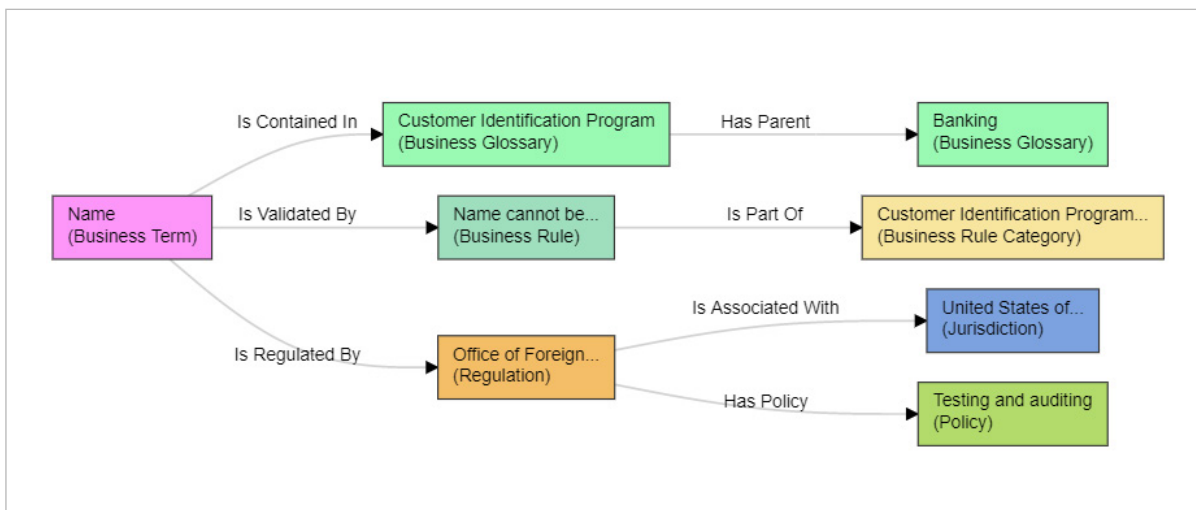 Is Contained In
Customer Identification Program
(Business Glossary)
Has Parent
Banking
(Business Glossary)
Name
(Business Term)
Is Validated By
Name cannot be...
(Business Rule)
Is Part Of
Customer Identification Program...
(Business Rule Category)
Is Regulated By
Office of Foreign...
(Regulation)
Is Associated With
United States of...
(Jurisdiction)
Has Policy
Testing and auditing
(Policy)